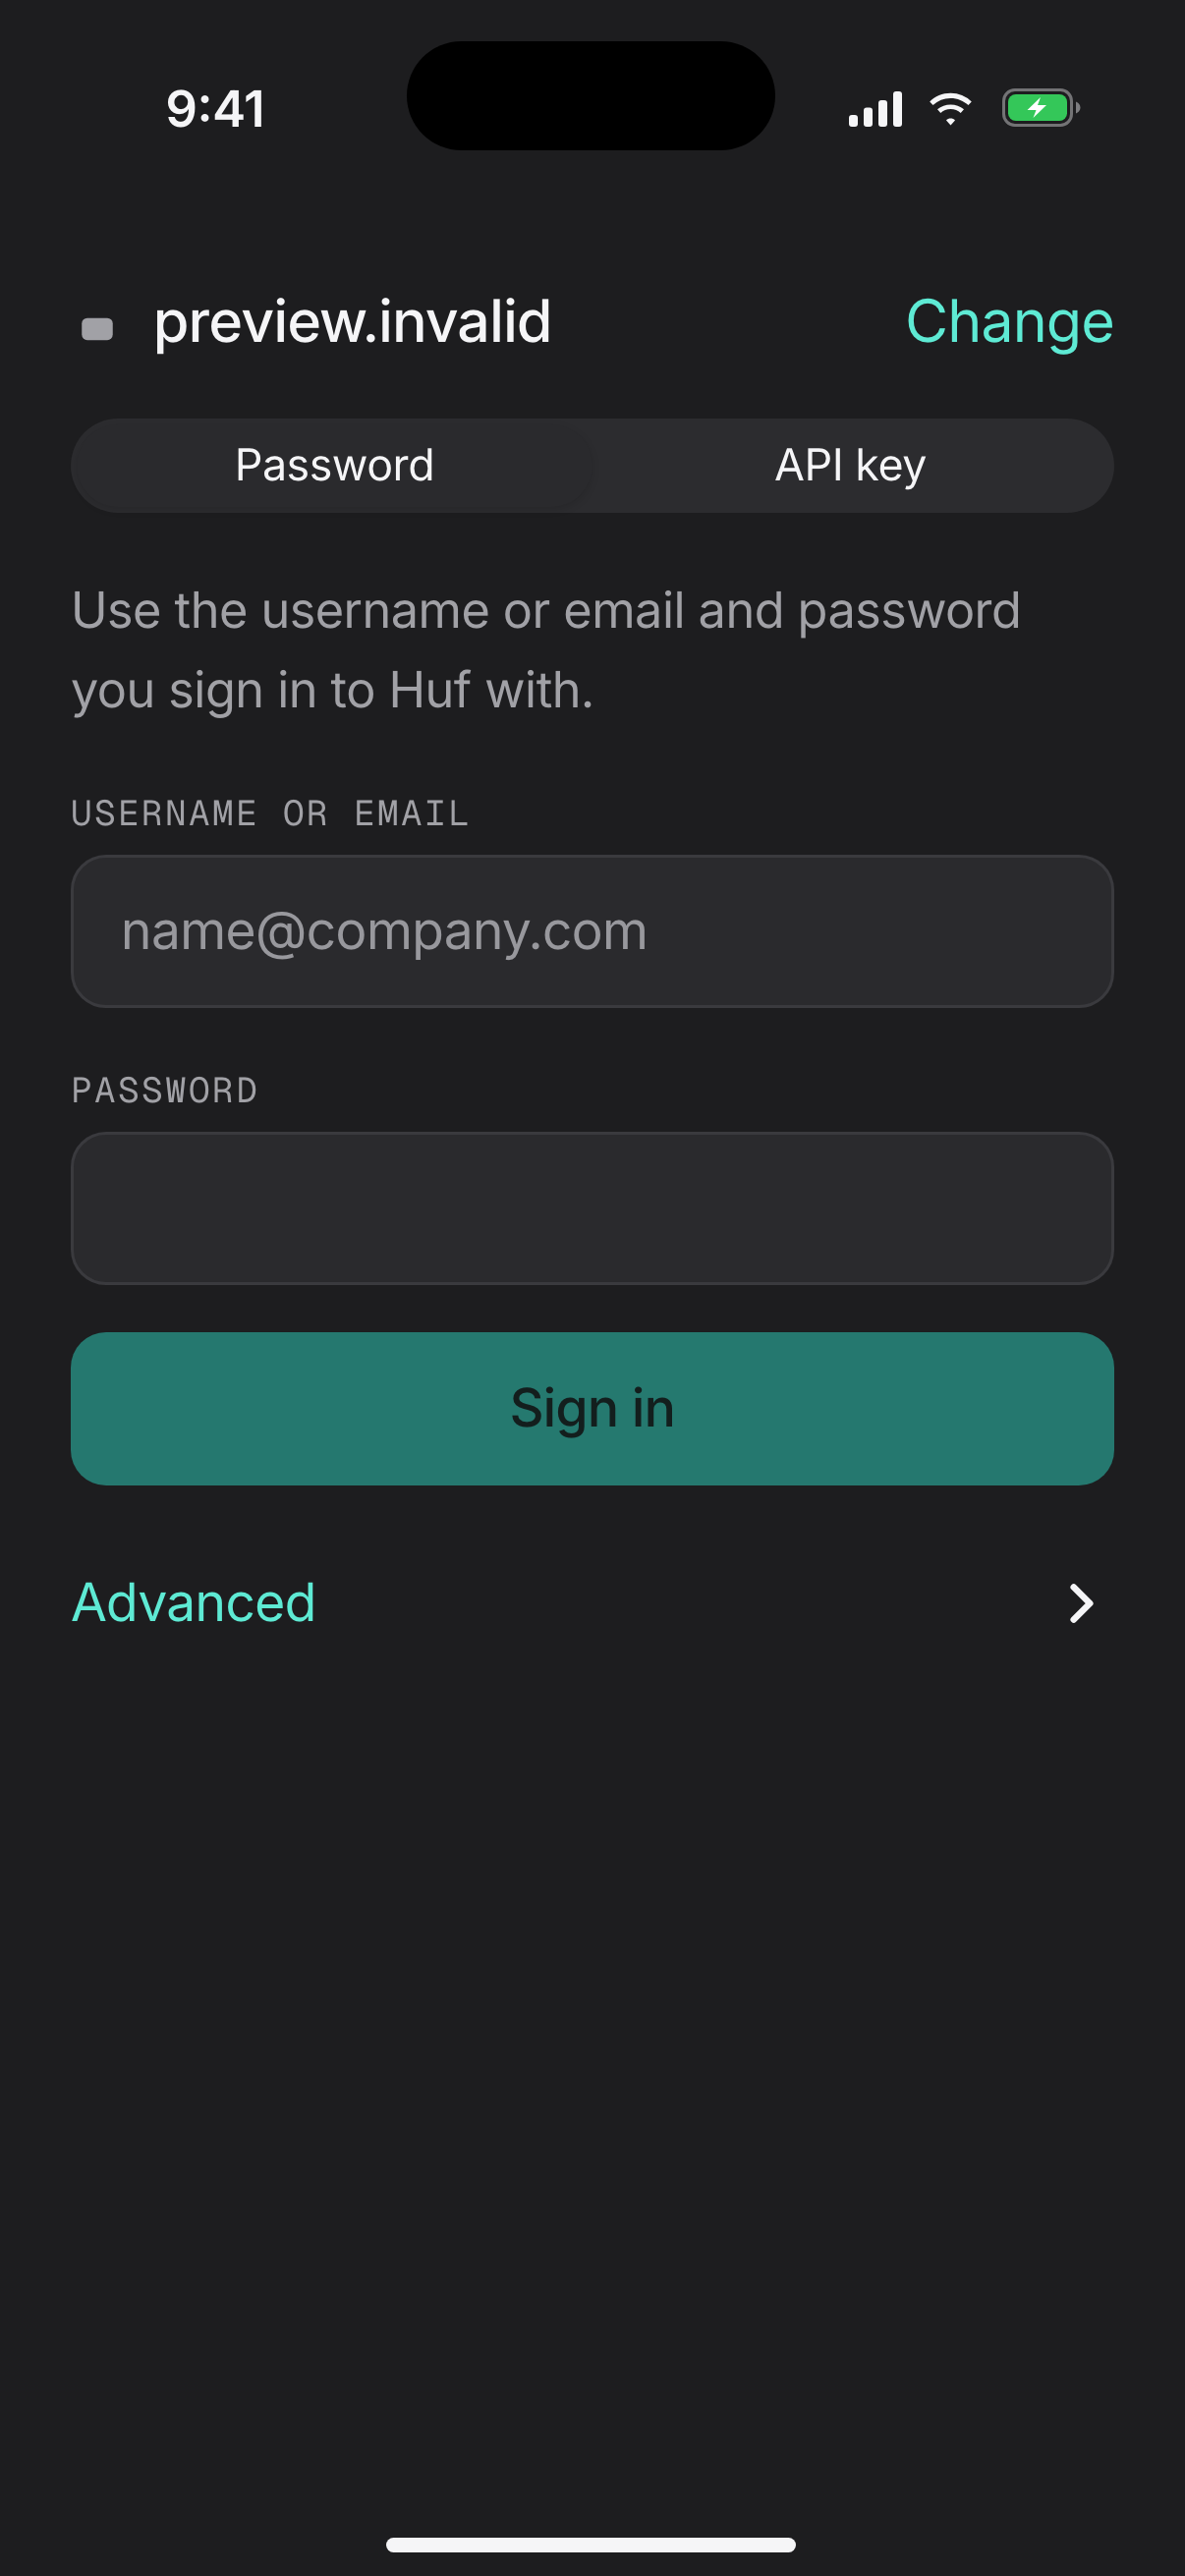 9:41
preview.invalid
Change
Password
API key
Use the username or email and password
you sign in to Huf with.
USERNAME OR EMAIL
name@company.com
PASSWORD
Sign in
Advanced